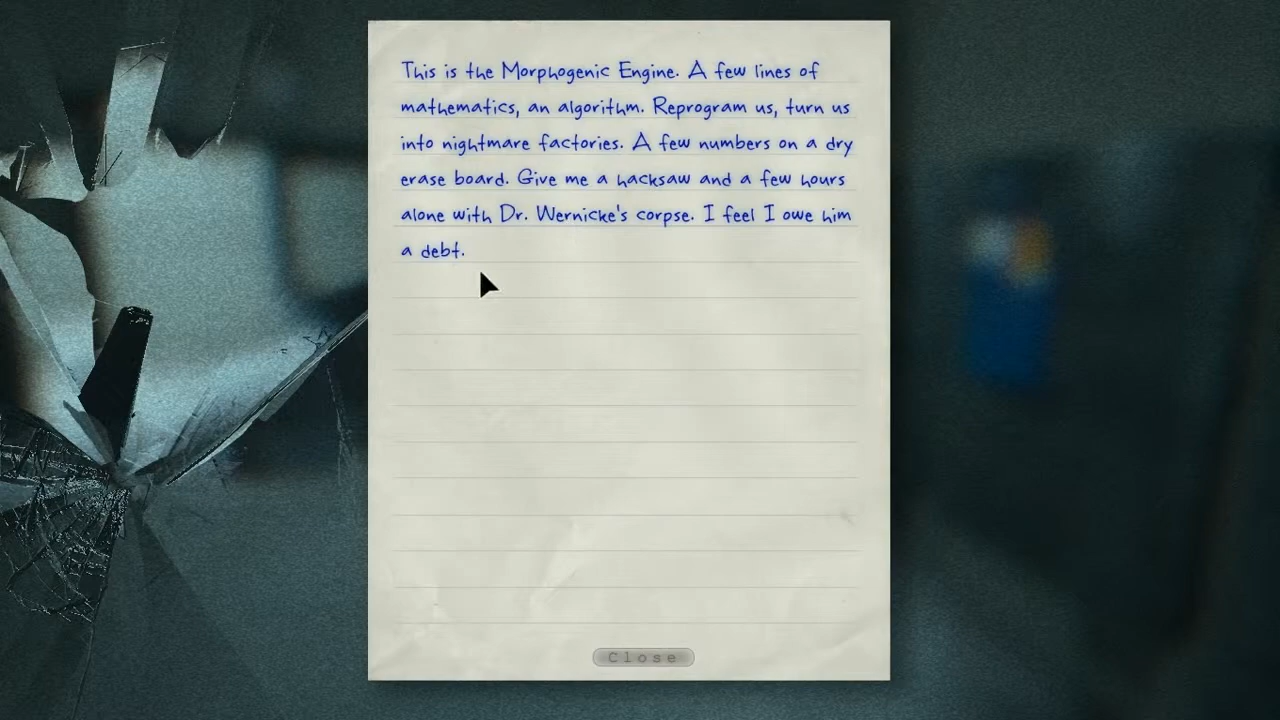 This is the Morphogenic Engine. A few lines of
mathematics, an algorithm. Reprogram us, turn us
into nightmare factories. A few numbers on a dry
erase board. Give me a hacksaw and a few hours
alone with Dr. Wernicke's corpse. I feel I owe him
a debt.
Close